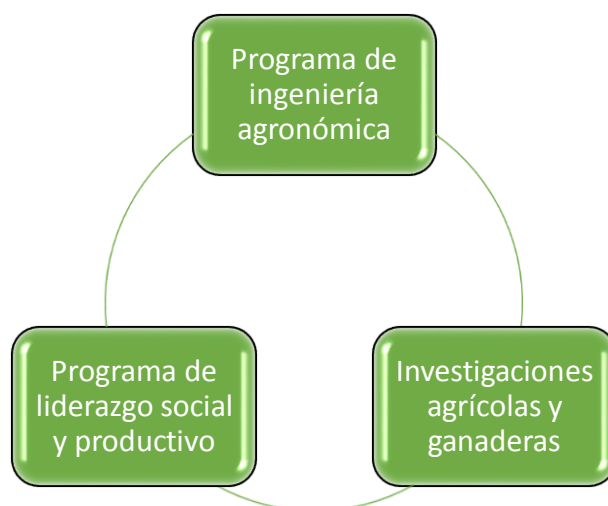 Programa de
ingeniería
agronómica
Investigaciones
agrícolas y
ganaderas
Programa de
liderazgo social
y productivo